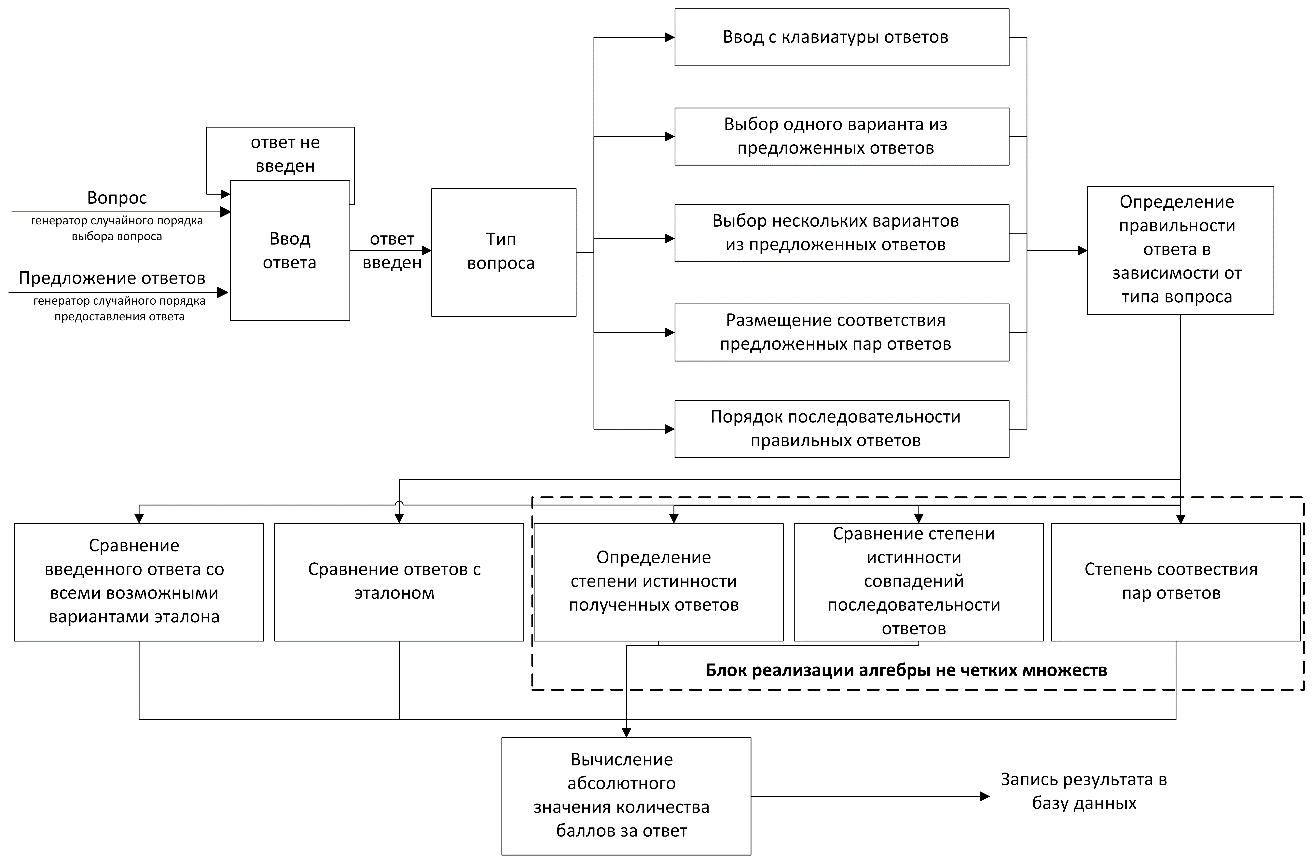 Ввод с клавиатуры ответов
Выбор одного варианта из
предложенных ответов
ответ не
введен
Вопрос
генератор случайного порядка
выбора вопроса
Предложение ответов
генератор случайного порядка
предоставления ответа
Ввод
ответа
ответ
введен
Тип
вопроса
Выбор нескольких вариантов
из предложенных ответов
Размещение соответствия
предложенных пар ответов
Порядок последовательности
правильных ответов
Определение
правильности
ответа в
зависимости от
типа вопроса
Сравнение
введенного ответа со
всеми возможными
вариантами эталона
Сравнение ответов с
эталоном
Определение
степени истинности
полученных ответов
Сравнение степени
истинности
совпадений
последовательности
ответов
Степень соотвествия
пар ответов
Блок реализации алгебры не четких множеств
Вычисление
абсолютного
значения количества
баллов за ответ
Запись результата в
базу данных